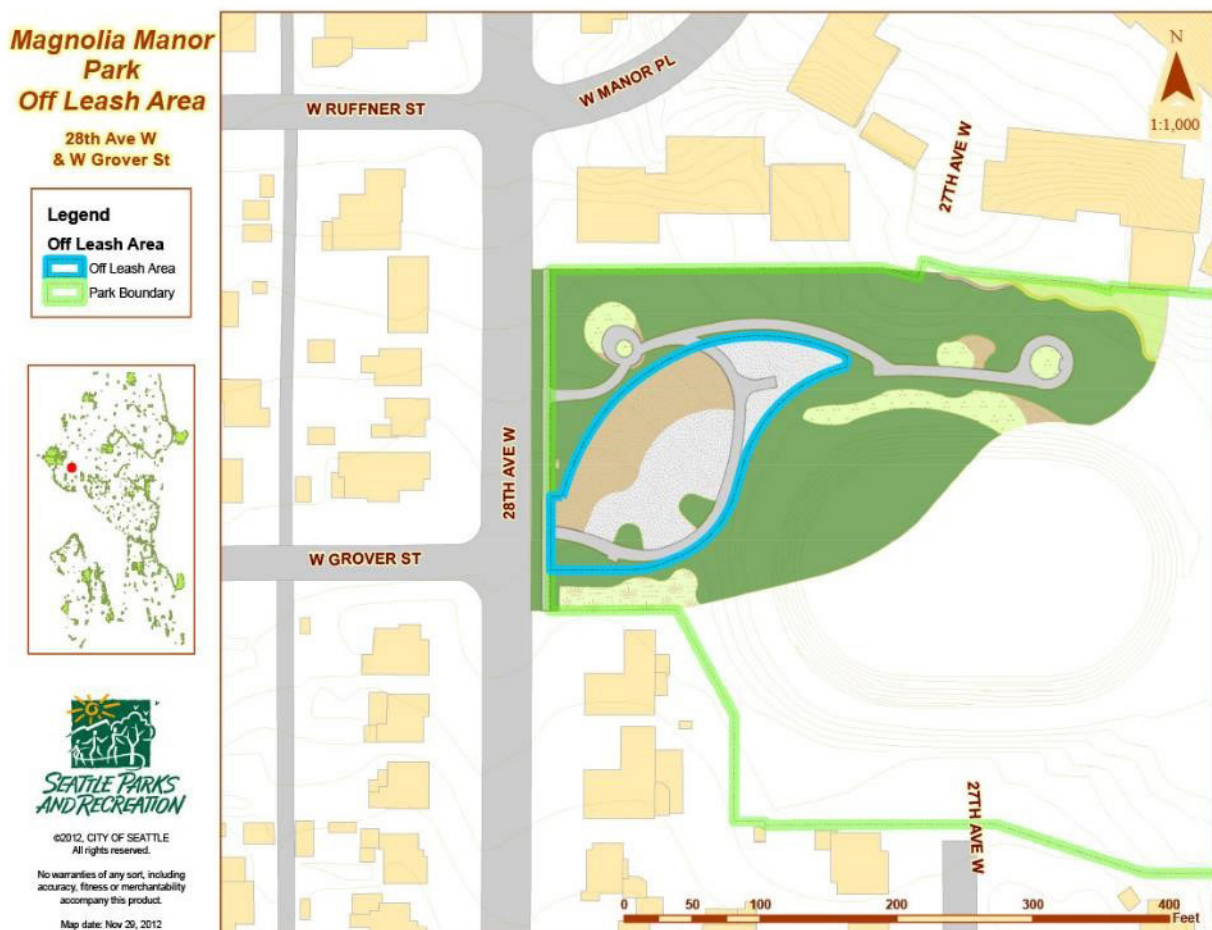 Magnolia Manor
Park
Off Leash Area
28th Ave W
& W Grover St
Legend
Off Leash Area
Off Leash Area
Park Boundary
SEATTLE PARKS
AND RECREATION
©2012, CITY OF SEATTLE
All rights reserved.
No warranties of any sort, including
accuracy, fitness or merchantability
accompany this product.
Map date: Nov 29, 2012
W RUFFNER ST
W MANOR PL
N
1:1,000
27TH AVE W
28TH AVE W
W GROVER ST
27TH AVE W
0 50 100 200 300 400
Feet